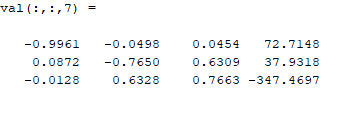 val(:,:,7) =
-0.9961 -0.0498 0.0454 72.7148
0.0872 -0.7650 0.6309 37.9318
-0.0128 0.6328 0.7663 -347.4697